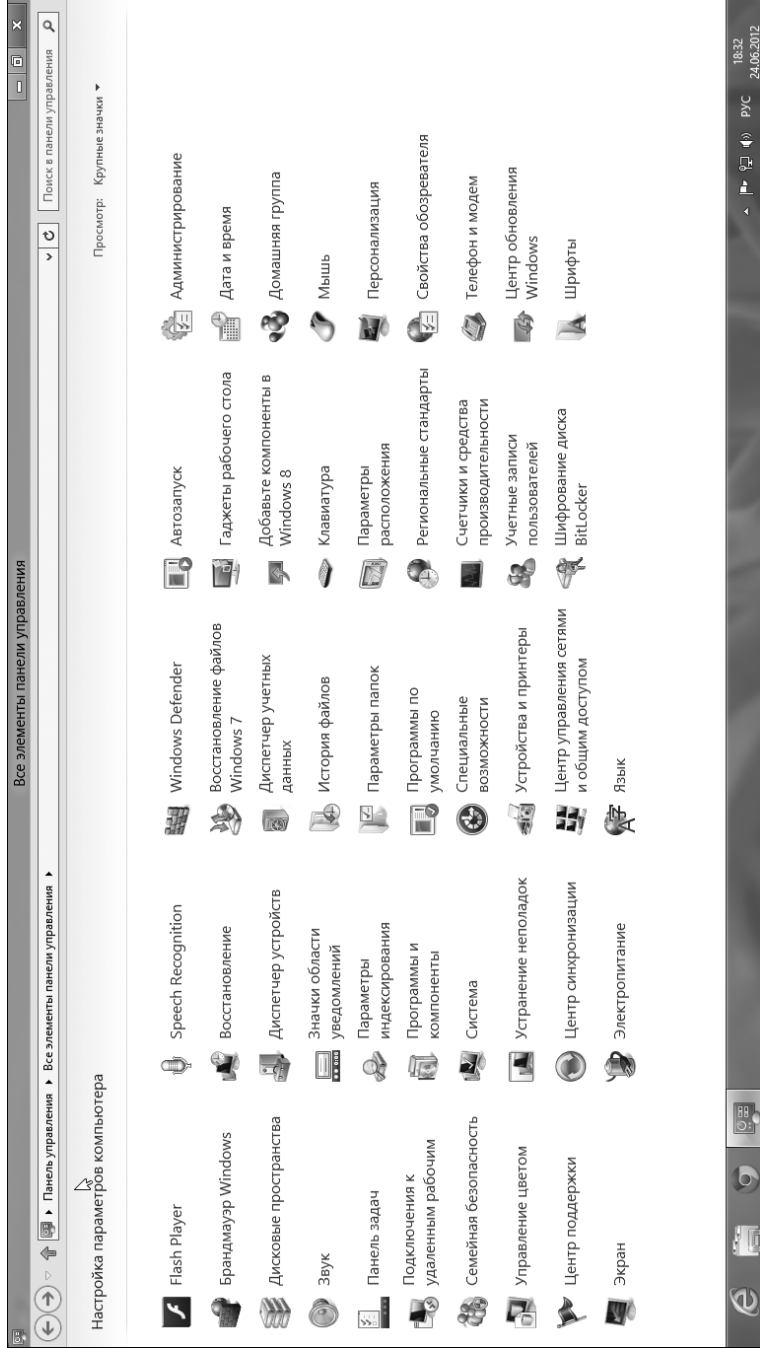 Все элементы панели управления
Панель управления ▸ Все элементы панели управления ▸
Поиск в панели управления
Настройка параметров компьютера
Просмотр: Крупные значки
Flash Player
Speech Recognition
Windows Defender
Автозапуск
Администрирование
Брандмауэр Windows
Восстановление
Восстановление файлов
Windows 7
Гаджеты рабочего стола
Дата и время
Дисковые пространства
Диспетчер устройств
Диспетчер учетных
данных
Добавьте компоненты в
Windows 8
Домашняя группа
Звук
Значки области
уведомлений
История файлов
Клавиатура
Мышь
Панель задач
Параметры
индексирования
Параметры папок
Параметры
расположения
Персонализация
Подключения к
удаленным рабочим
Программы и
компоненты
Программы по
умолчанию
Региональные стандарты
Свойства обозревателя
Семейная безопасность
Система
Специальные
возможности
Счетчики и средства
производительности
Телефон и модем
Управление цветом
Устранение неполадок
Устройства и принтеры
Учетные записи
пользователей
Центр обновления
Windows
Центр поддержки
Центр синхронизации
Центр управления сетями
и общим доступом
Шифрование диска
BitLocker
Шрифты
Экран
Электропитание
Язык
РУС
18:32
24.06.2012